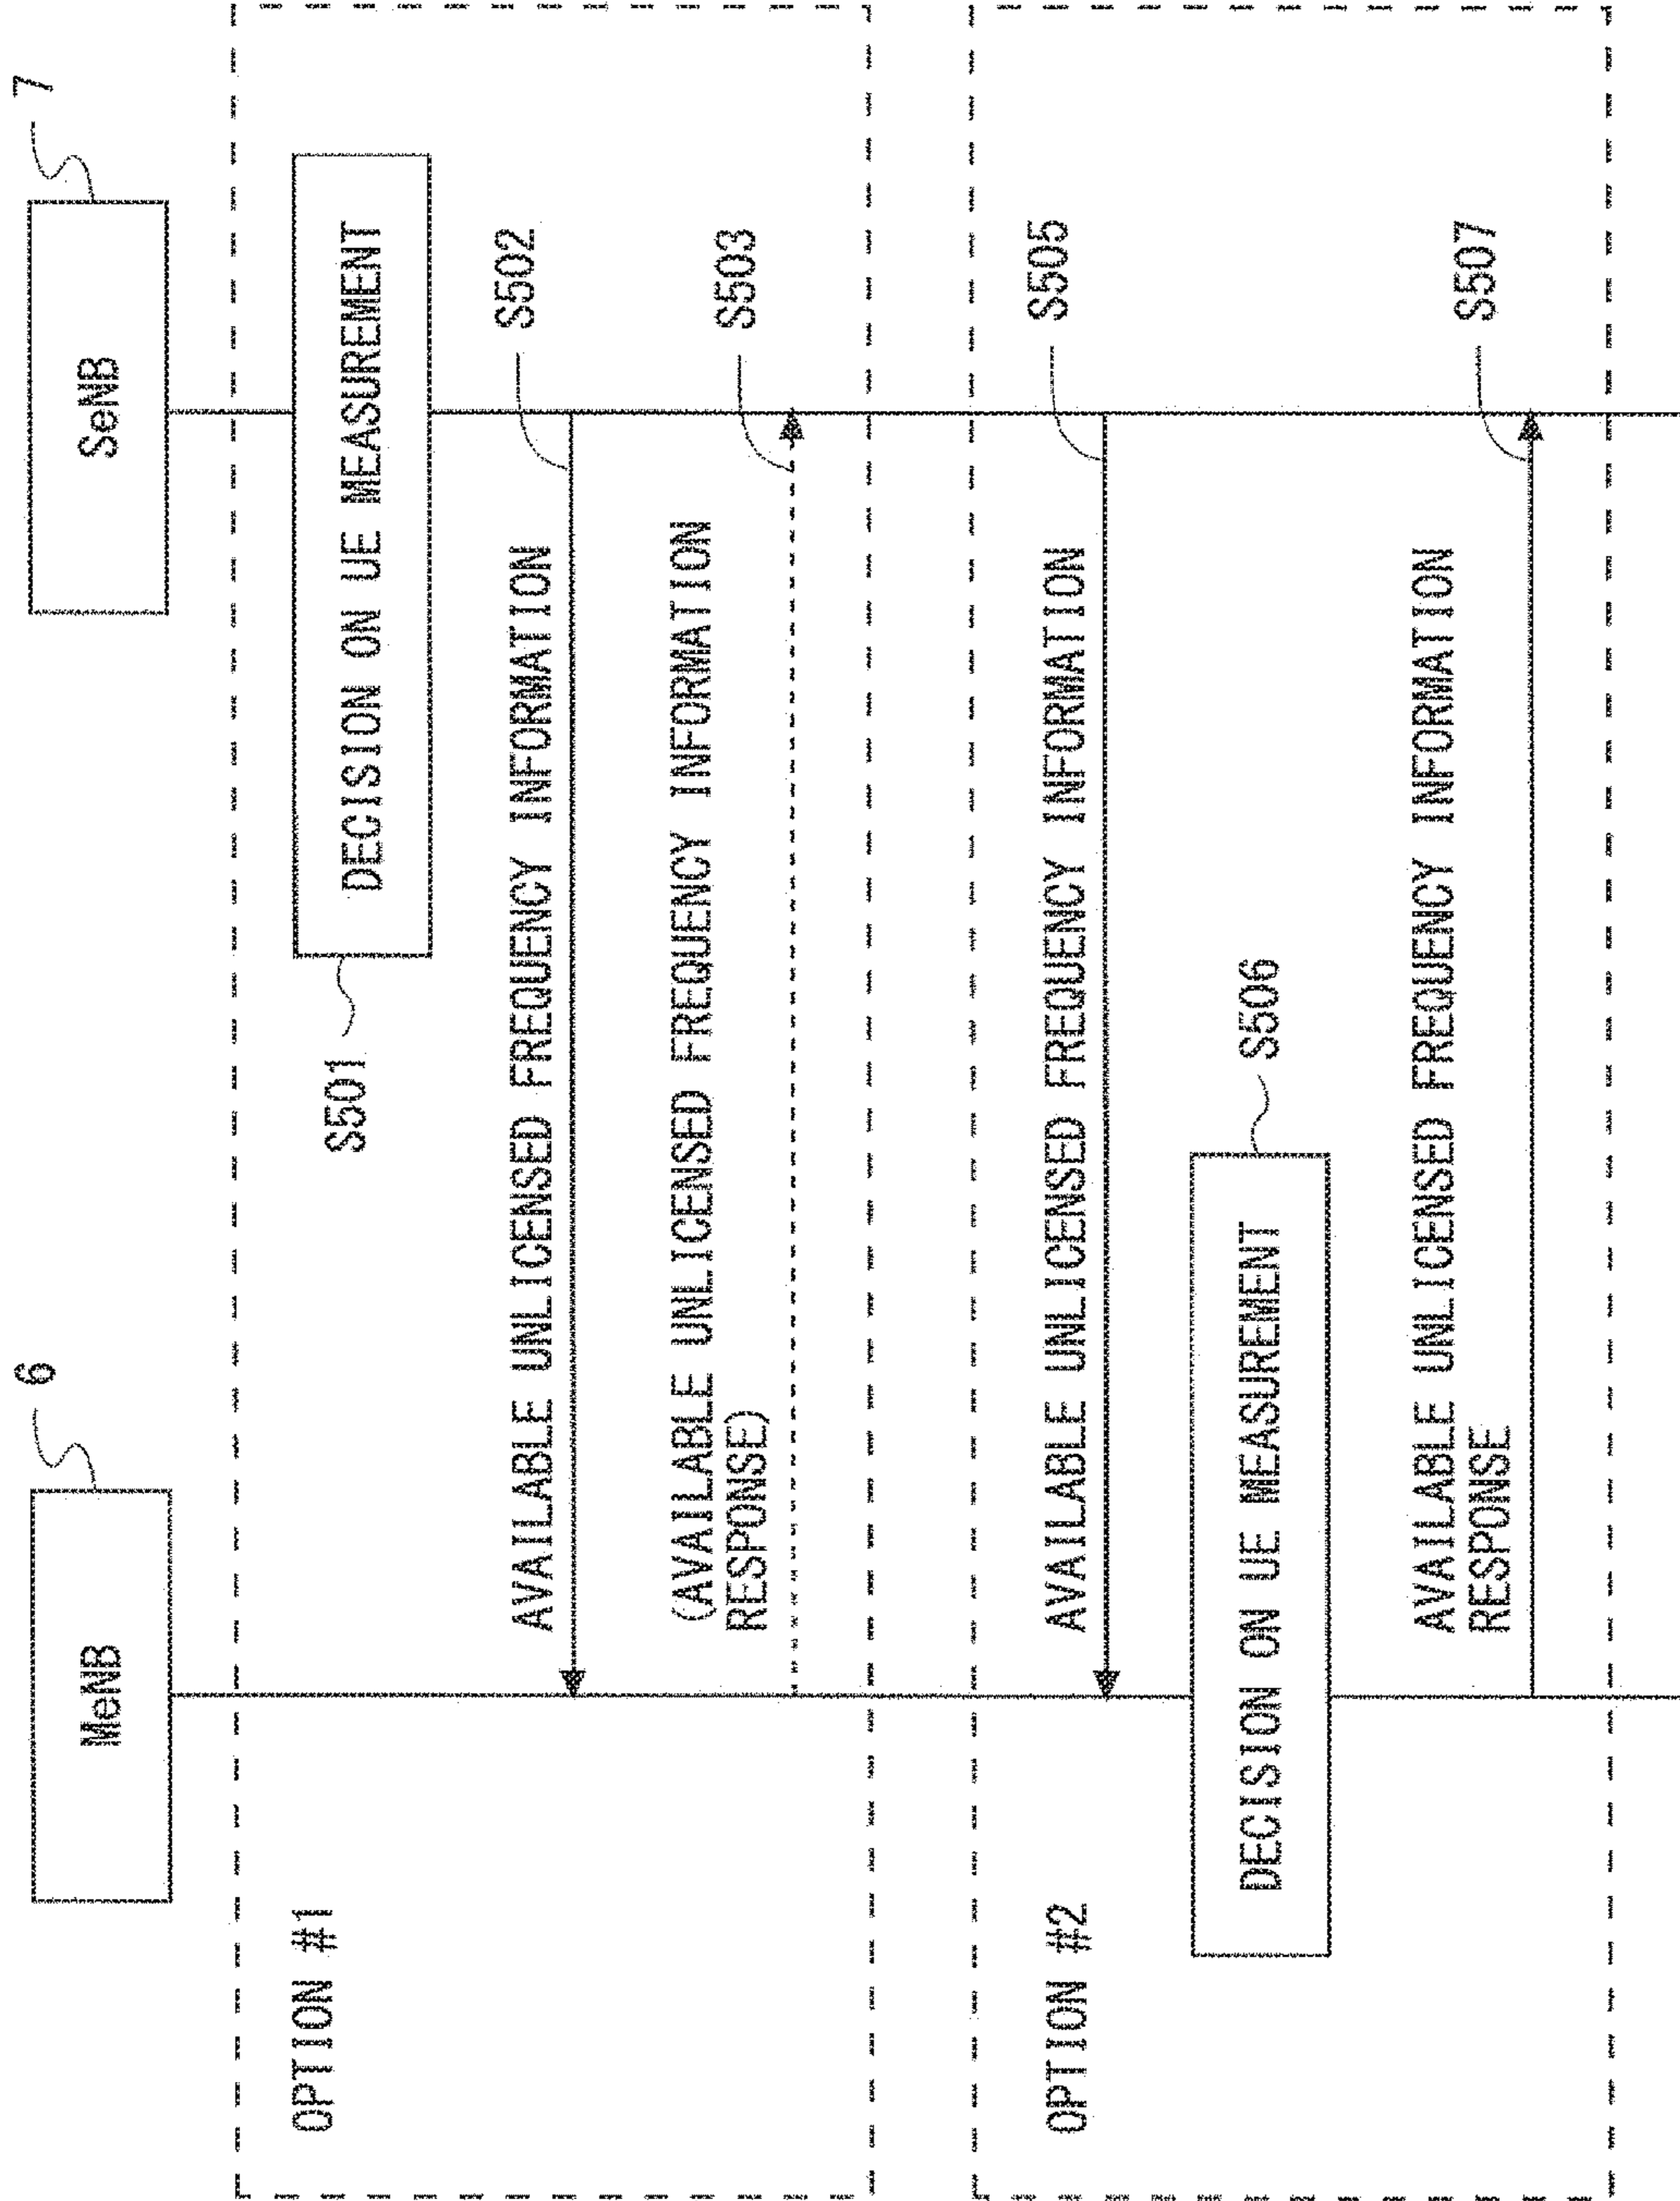 MeNB
6
SeNB
7
OPTION #1
S501
DECISION ON UE MEASUREMENT
AVAILABLE UNLICENSED FREQUENCY INFORMATION
S502
(AVAILABLE UNLICENSED FREQUENCY INFORMATION
RESPONSE)
S503
OPTION #2
AVAILABLE UNLICENSED FREQUENCY INFORMATION
S505
DECISION ON UE MEASUREMENT
S506
AVAILABLE UNLICENSED FREQUENCY INFORMATION
RESPONSE
S507